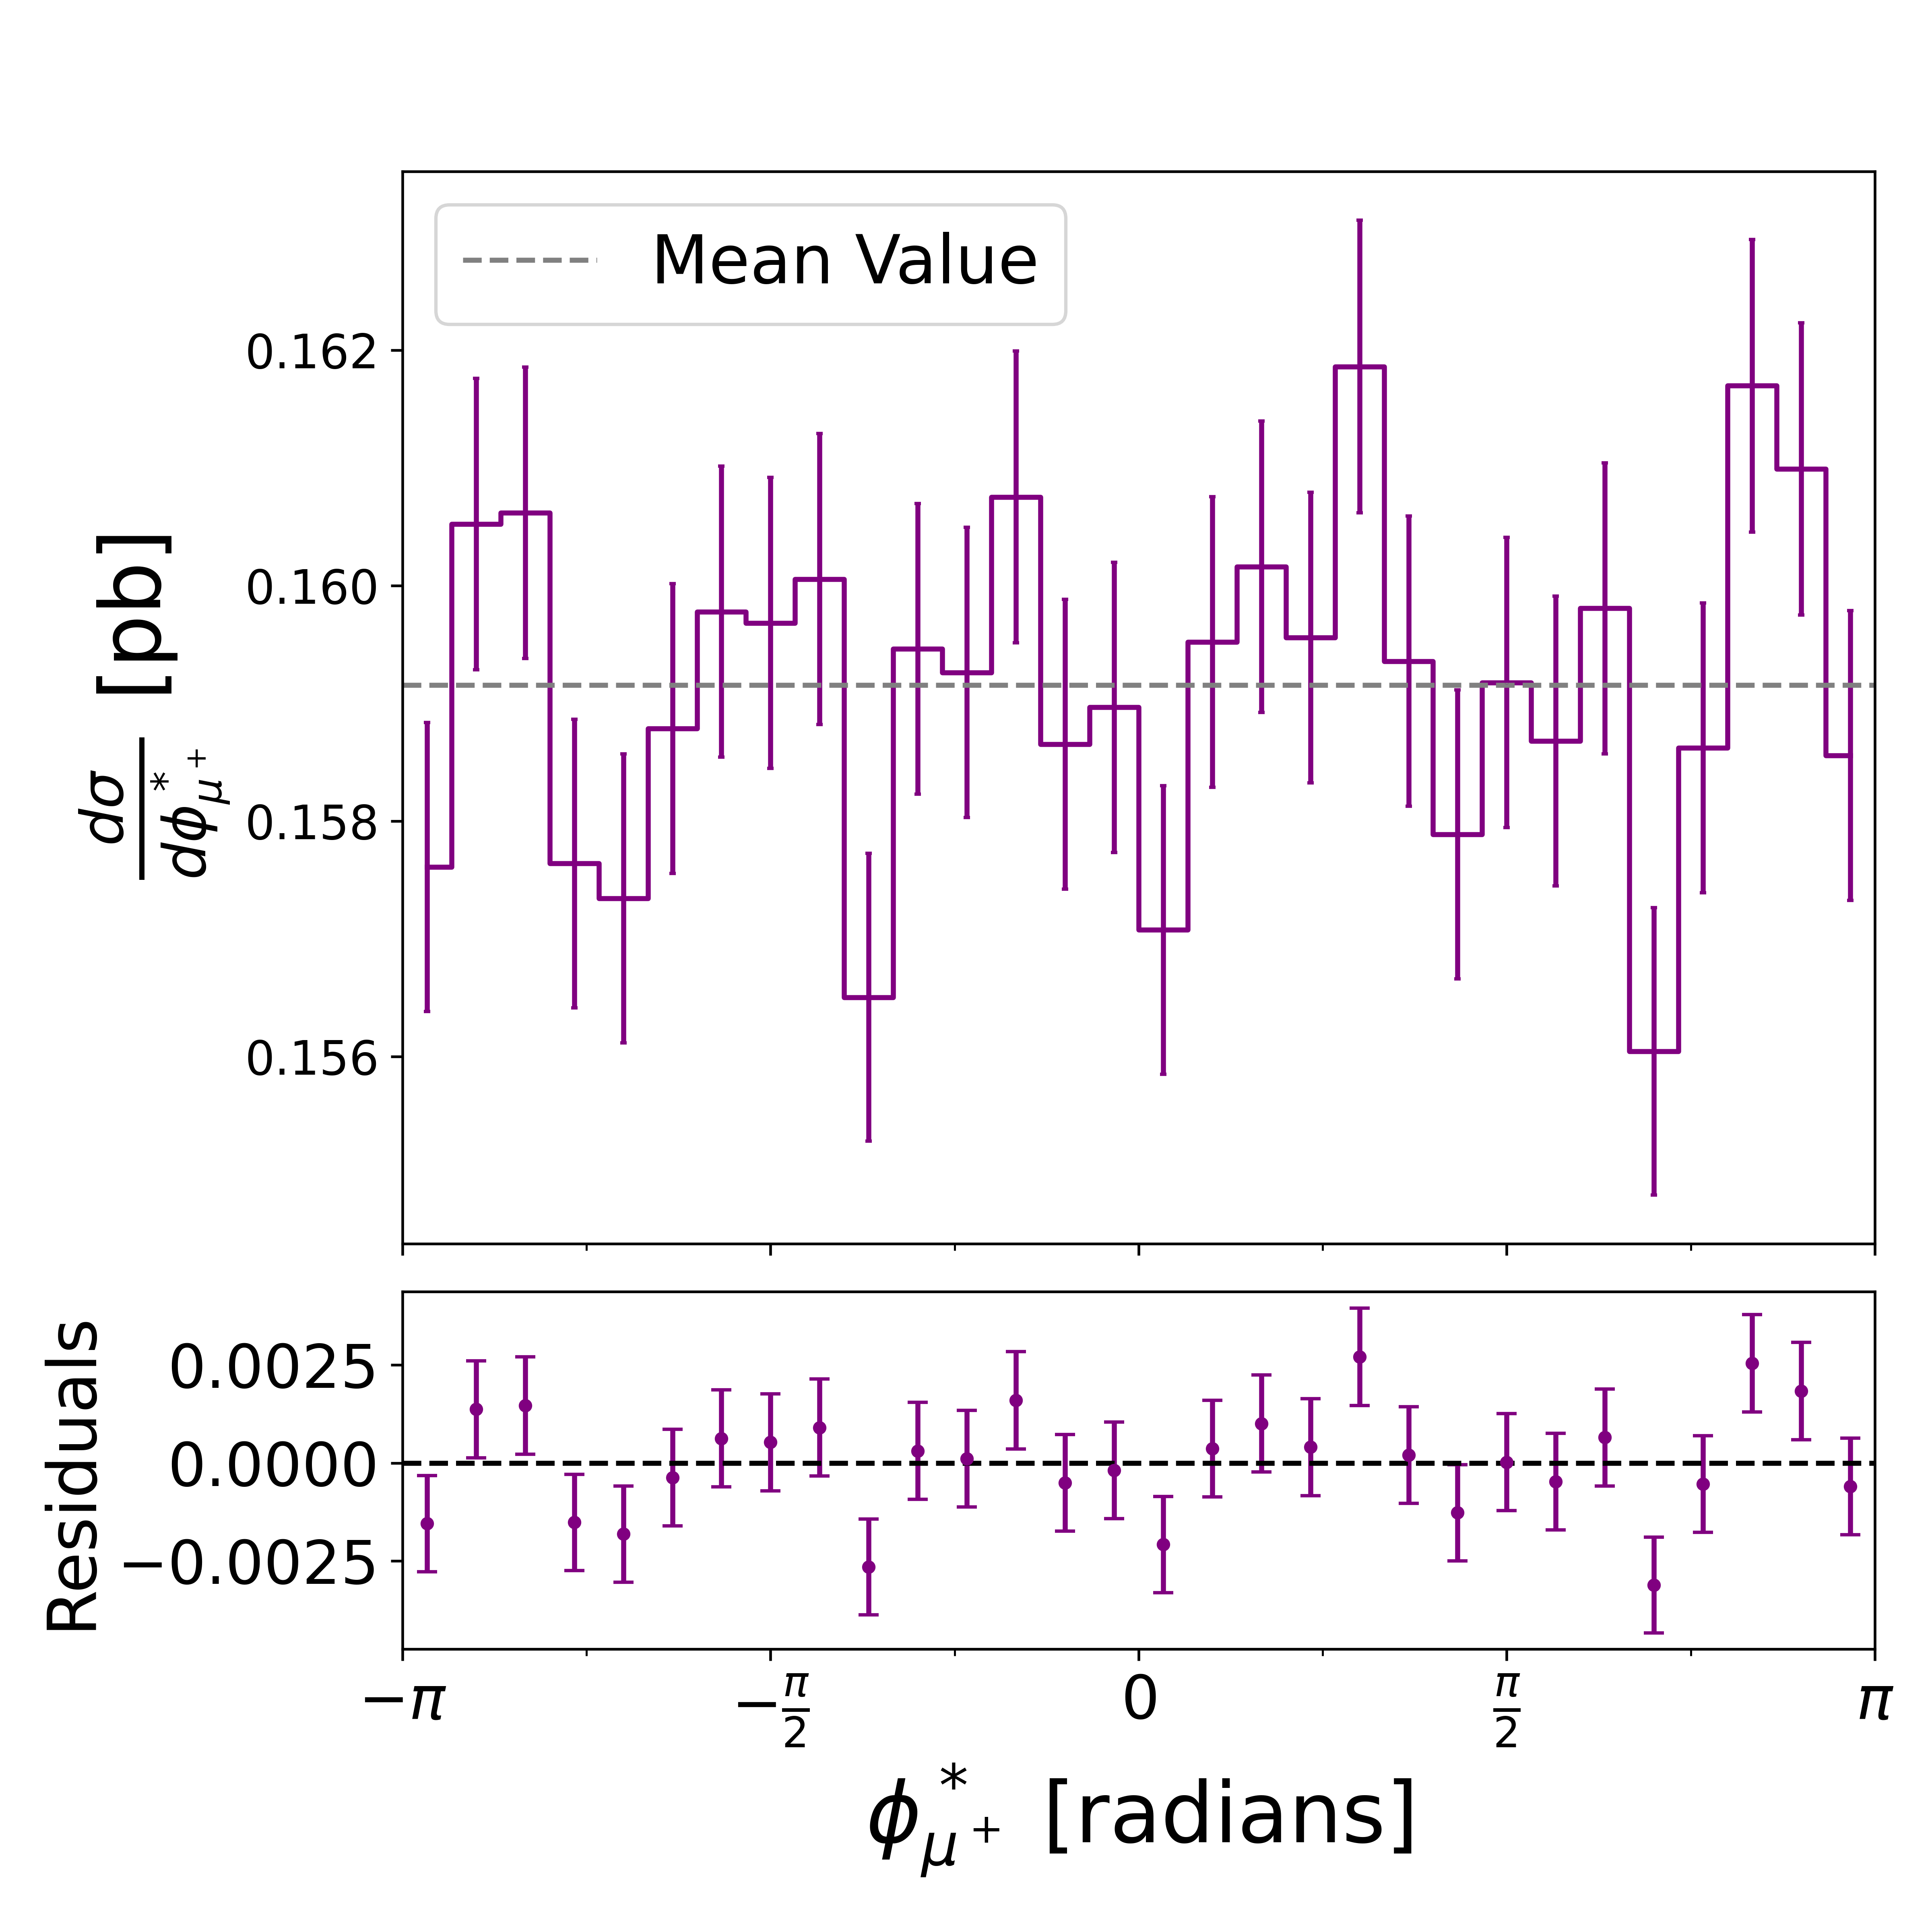 Mean Value
0.162
0.160
0.158
0.156
dσ/dϕ*μ⁺ [pb]
0.0025
0.0000
−0.0025
Residuals
−π
−π/2
0
π/2
π
ϕ*μ⁺ [radians]